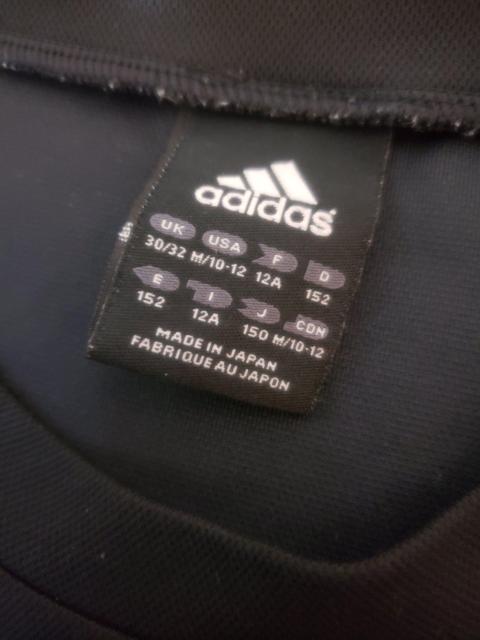 adidas
UK USA F D
30/32 M/10-12 12A 152
E I J CDN
152 12A 150 M/10-12
MADE IN JAPAN
FABRIQUE AU JAPON